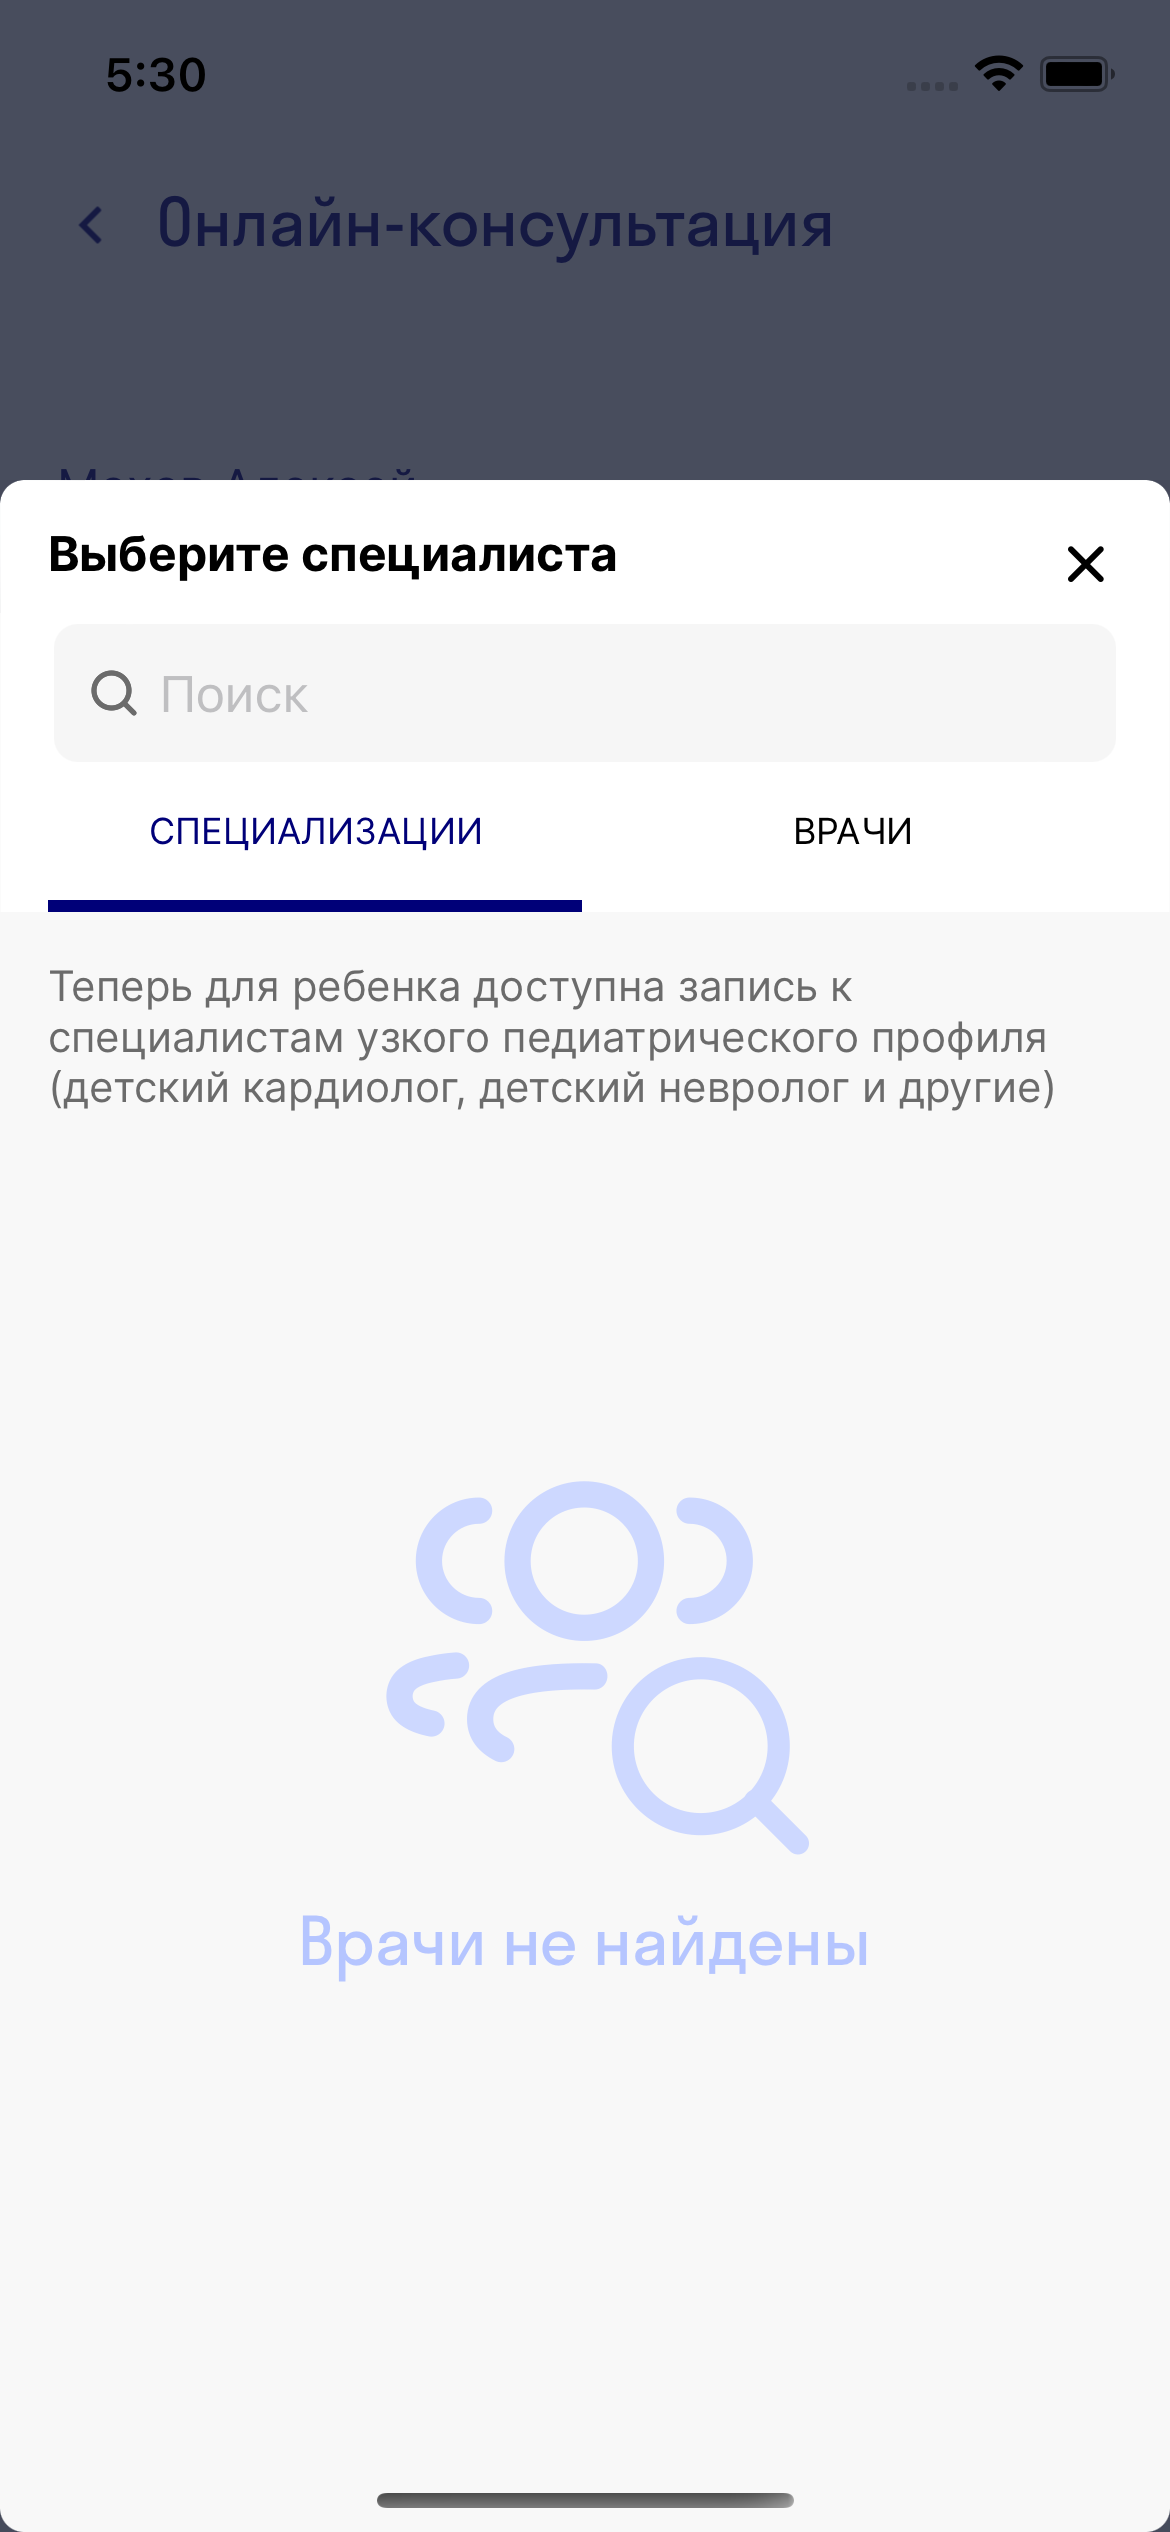 5:30
Онлайн-консультация
Выберите специалиста
Поиск
СПЕЦИАЛИЗАЦИИ
ВРАЧИ
Теперь для ребенка доступна запись к
специалистам узкого педиатрического профиля
(детский кардиолог, детский невролог и другие)
Врачи не найдены